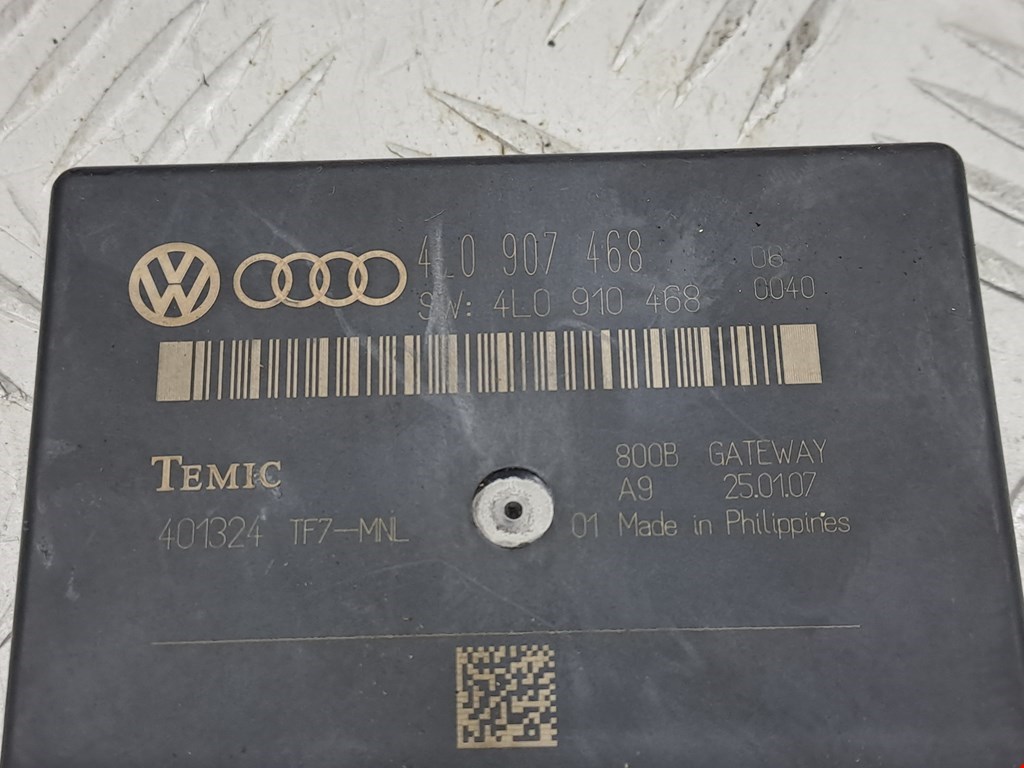 4L0 907 468 06
SW: 4L0 910 468 0040
TEMIC 800B GATEWAY
A9 25.01.07
401324 TF7-MNL 01 Made in Philippines